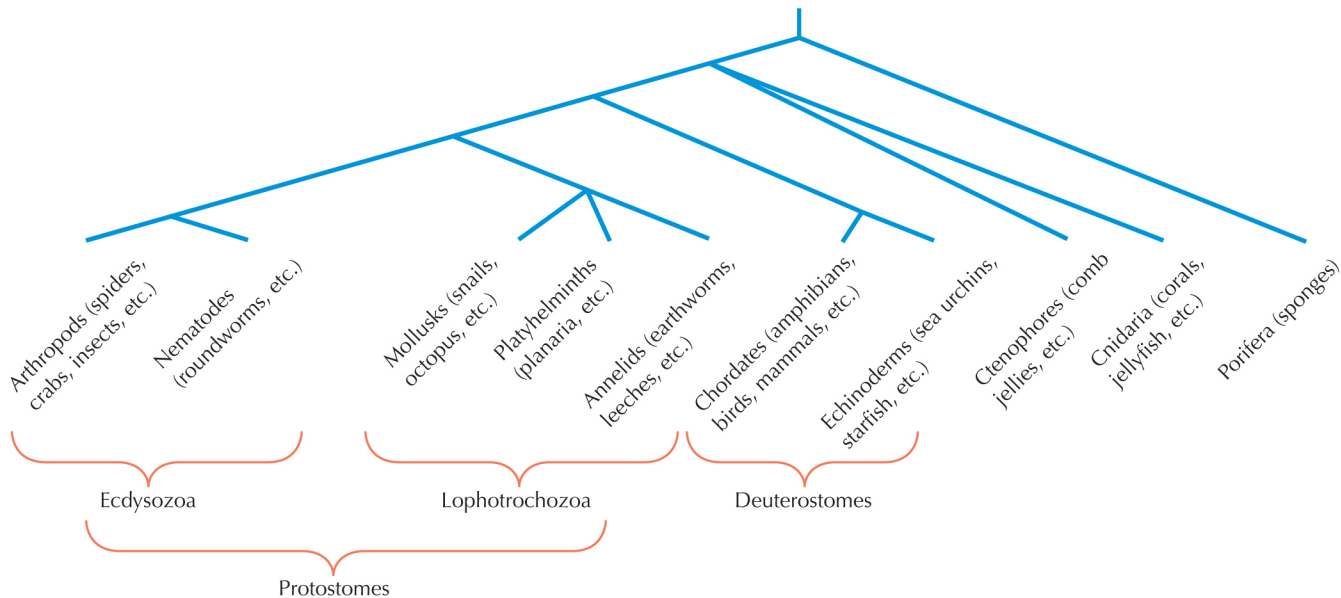 Arthropods (spiders,
crabs, insects, etc.)
Nematodes
(roundworms, etc.)
Mollusks (snails,
octopus, etc.)
Platyhelminths
(planaria, etc.)
Annelids (earthworms,
leeches, etc.)
Chordates (amphibians,
birds, mammals, etc.)
Echinoderms (sea urchins,
starfish, etc.)
Ctenophores (comb
jellies, etc.)
Cnidaria (corals,
jellyfish, etc.)
Porifera (sponges)
Ecdysozoa
Lophotrochozoa
Deuterostomes
Protostomes